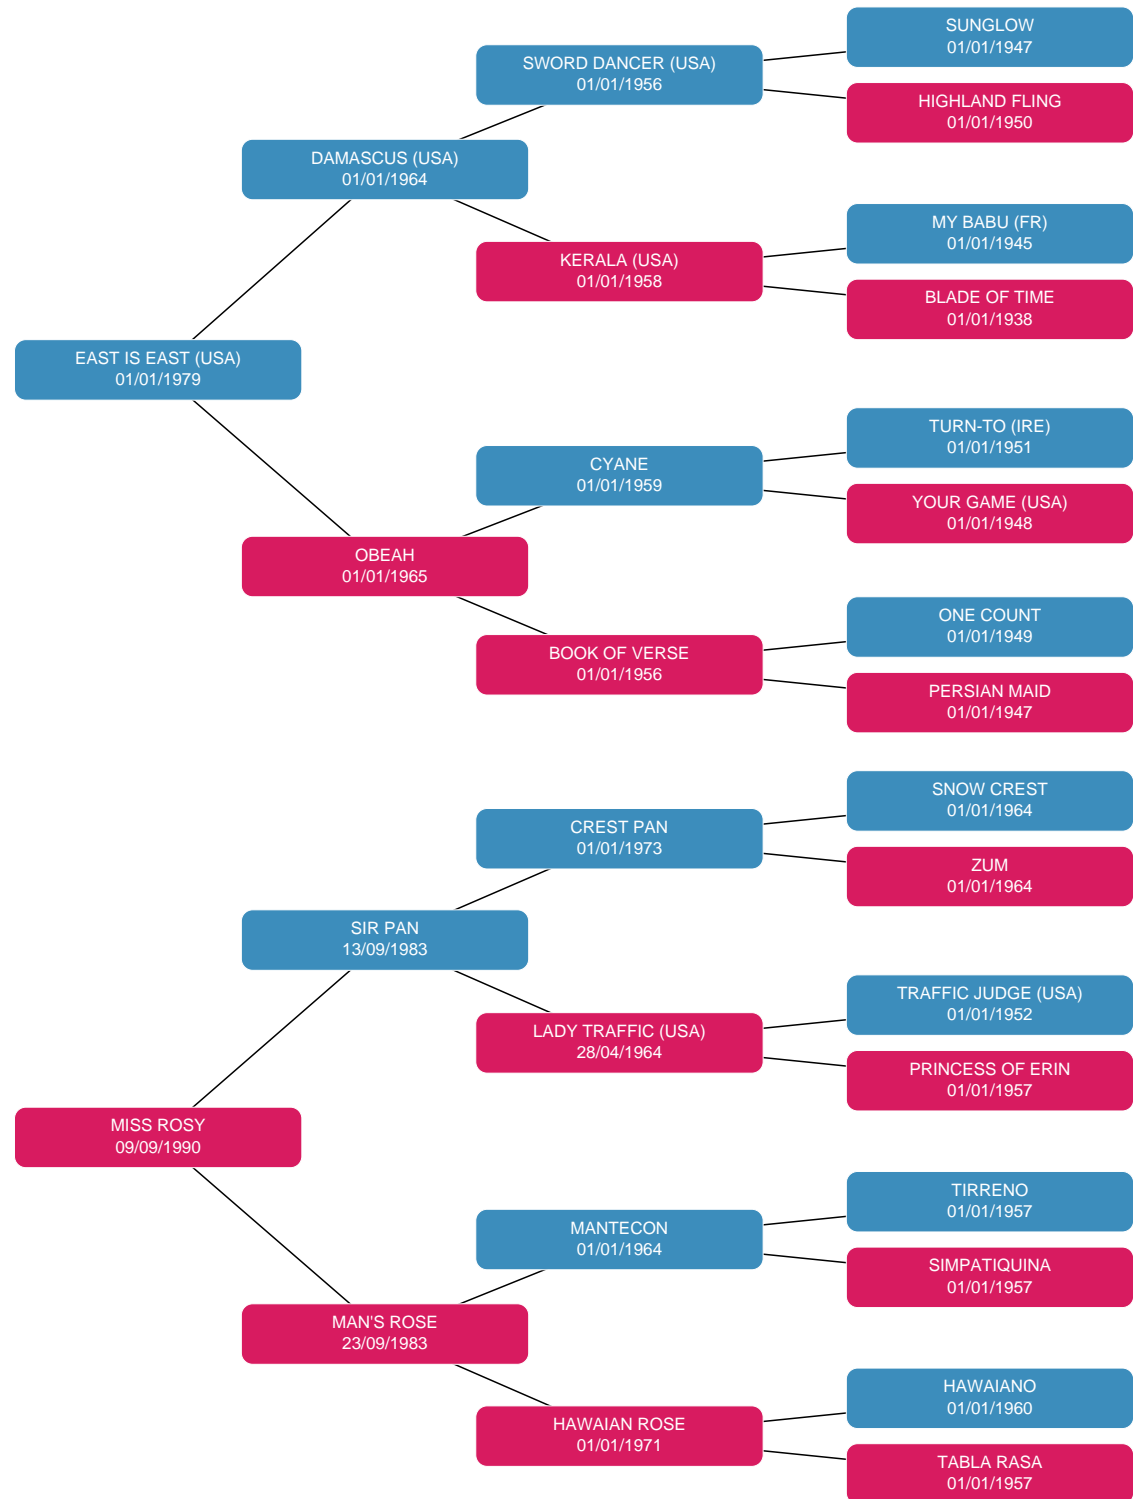 SUNGLOW
01/01/1947
SWORD DANCER (USA)
01/01/1956
HIGHLAND FLING
01/01/1950
DAMASCUS (USA)
01/01/1964
MY BABU (FR)
01/01/1945
KERALA (USA)
01/01/1958
BLADE OF TIME
01/01/1938
EAST IS EAST (USA)
01/01/1979
TURN-TO (IRE)
01/01/1951
CYANE
01/01/1959
YOUR GAME (USA)
01/01/1948
OBEAH
01/01/1965
ONE COUNT
01/01/1949
BOOK OF VERSE
01/01/1956
PERSIAN MAID
01/01/1947
SNOW CREST
01/01/1964
CREST PAN
01/01/1973
ZUM
01/01/1964
SIR PAN
13/09/1983
TRAFFIC JUDGE (USA)
01/01/1952
LADY TRAFFIC (USA)
28/04/1964
PRINCESS OF ERIN
01/01/1957
MISS ROSY
09/09/1990
TIRRENO
01/01/1957
MANTECON
01/01/1964
SIMPATIQUINA
01/01/1957
MAN'S ROSE
23/09/1983
HAWAIANO
01/01/1960
HAWAIAN ROSE
01/01/1971
TABLA RASA
01/01/1957